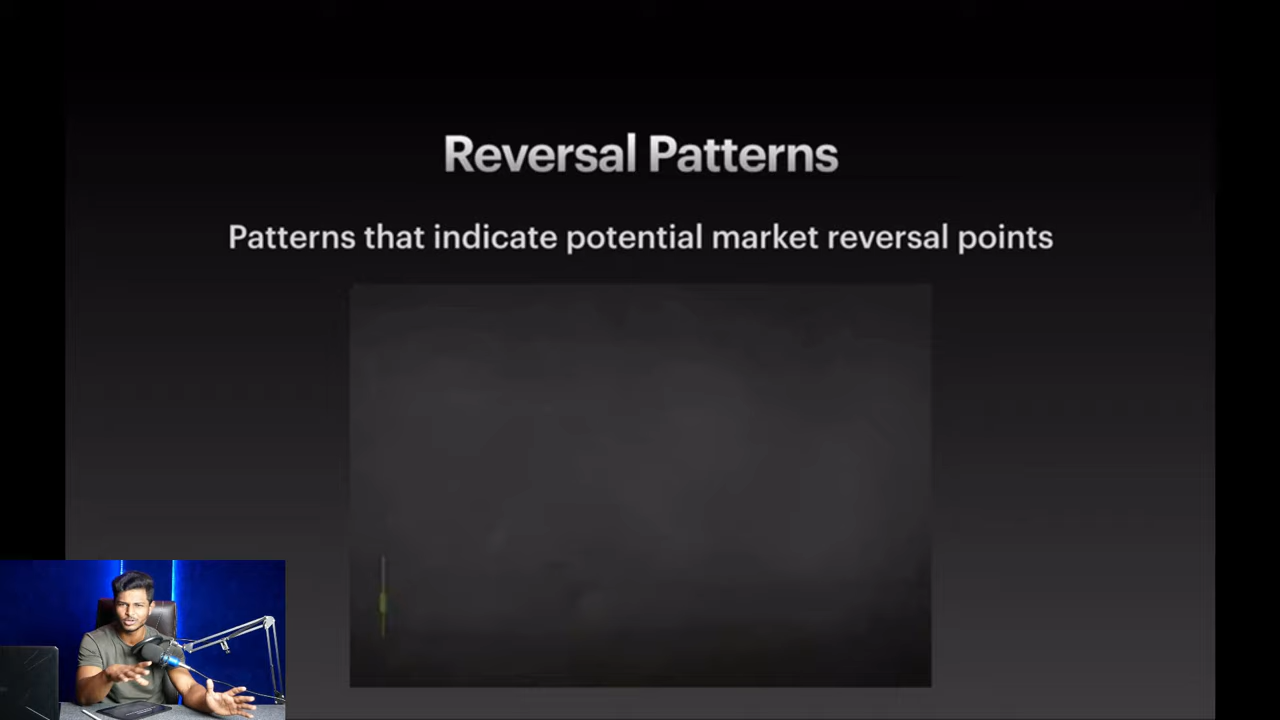 Reversal Patterns
Patterns that indicate potential market reversal points